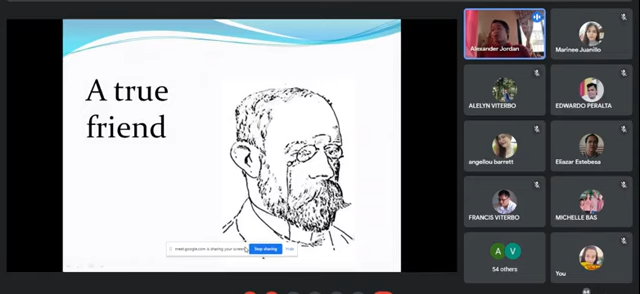 A true
friend
meet.google.com is sharing your screen.
Stop sharing
Hide
Alexander Jordan
Marinee Juanillo
ALELYN VITERBO
EDWARDO PERALTA
angellou barrett
Eliazar Estebesa
FRANCIS VITERBO
MICHELLE BAS
A
V
54 others
You